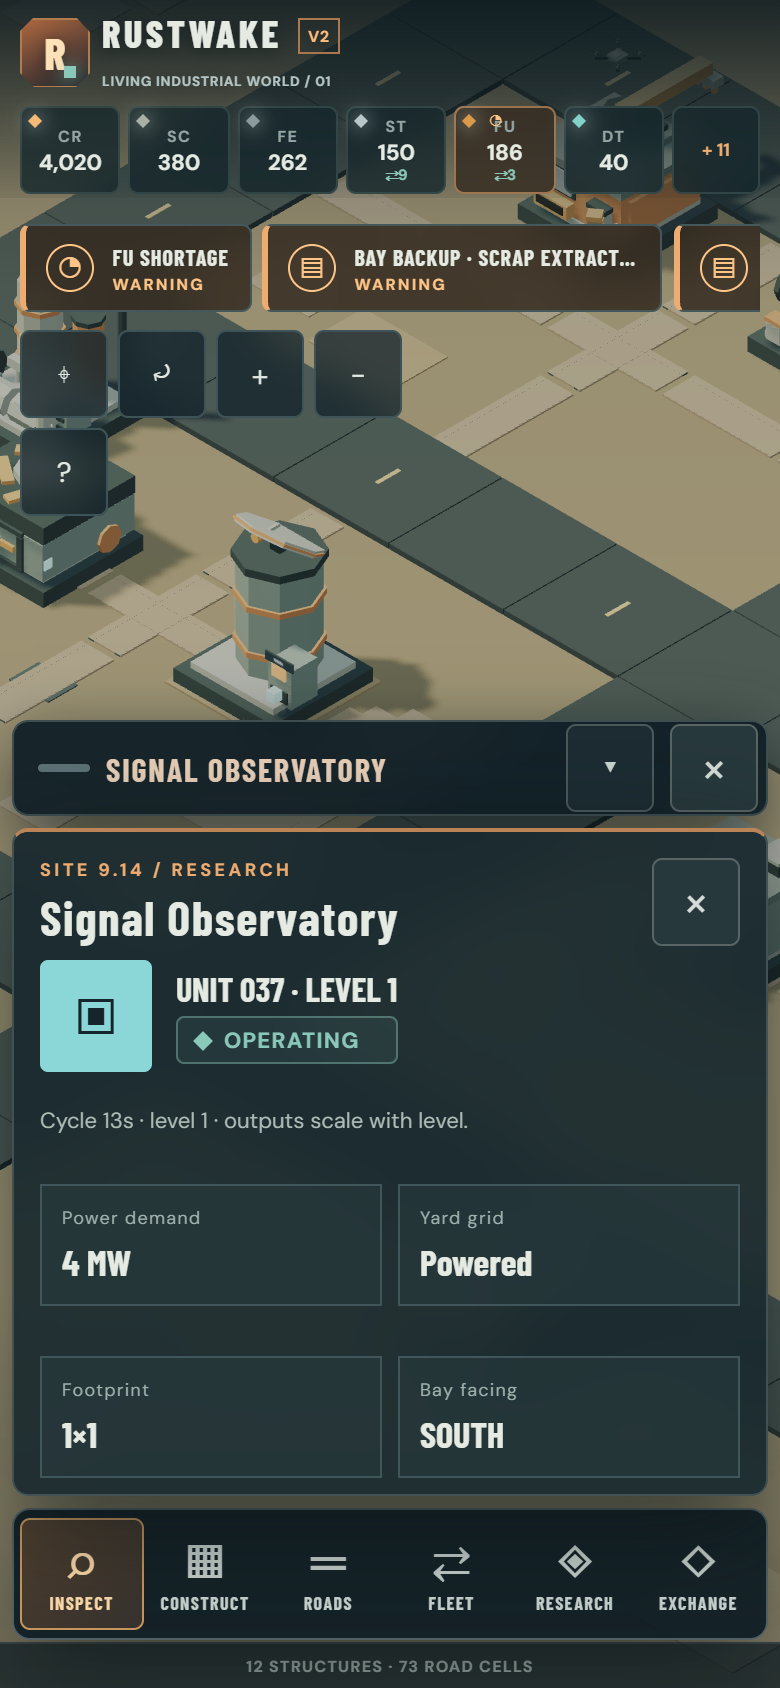 R
RUSTWAKE V2
LIVING INDUSTRIAL WORLD / 01
CR
4,020
SC
380
FE
262
ST
150
⇄9
FU
186
⇄3
DT
40
+ 11
FU SHORTAGE
WARNING
BAY BACKUP · SCRAP EXTRACT...
WARNING
+
-
?
SIGNAL OBSERVATORY
SITE 9.14 / RESEARCH
Signal Observatory
UNIT 037 · LEVEL 1
OPERATING
Cycle 13s · level 1 · outputs scale with level.
Power demand
4 MW
Yard grid
Powered
Footprint
1×1
Bay facing
SOUTH
INSPECT
CONSTRUCT
ROADS
FLEET
RESEARCH
EXCHANGE
12 STRUCTURES · 73 ROAD CELLS